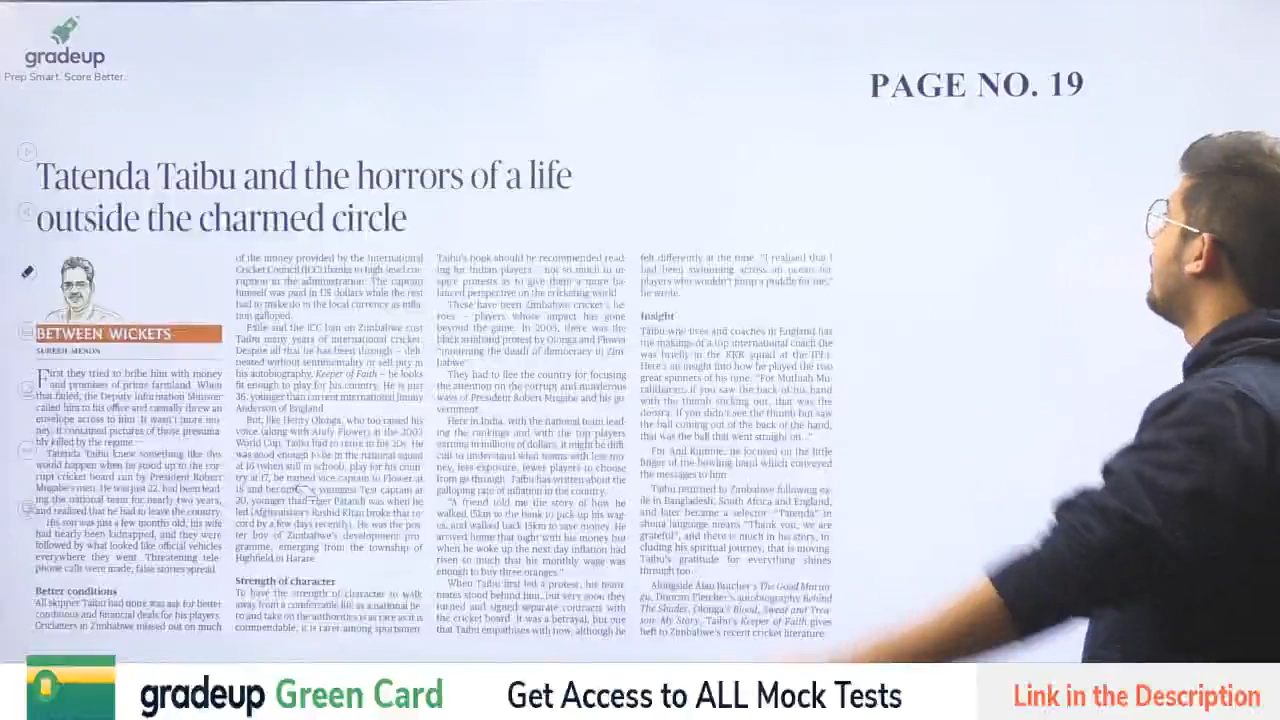 gradeup
Prep Smart. Score Better.
PAGE NO. 19
Tatenda Taibu and the horrors of a life
outside the charmed circle
BETWEEN WICKETS
SURESH MENON
First they tried to bribe him with money
and promises of prime farmland. When
that failed, the Deputy Information Minister
called him to his office and casually threw an
envelope across to him. It wasn't more mo-
ney. It contained pictures of those presuma-
bly killed by the regime.
Tatenda Taibu knew something like this
would happen when he stood up to the cor-
rupt cricket board run by President Robert
Mugabe's men. He was just 22, had been lead-
ing the national team for nearly two years,
and realised that he had to leave the country.
His son was just a few months old, his wife
had nearly been kidnapped, and they were
followed by what looked like official vehicles
everywhere they went. Threatening tele-
phone calls were made, false stories spread.
Better conditions
All skipper Taibu had done was ask for better
conditions and financial deals for his players.
Cricketers in Zimbabwe missed out on much
of the money provided by the International
Cricket Council (ICC) thanks to high-level cor-
ruption in the administration. The captain
himself was paid in US dollars while the rest
had to make do in the local currency as infla-
tion galloped.
Exile and the ICC ban on Zimbabwe cost
Taibu many years of international cricket.
Despite all that he has been through – deli-
neated without sentimentality or self-pity in
his autobiography, Keeper of Faith – he looks
fit enough to play for his country. He is just
36, younger than current international Jimmy
Anderson of England.
But, like Henry Olonga, who too raised his
voice (along with Andy Flower) at the 2003
World Cup, Taibu had to retire in his 20s. He
was good enough to be in the national squad
at 16 (when still in school), play for his coun-
try at 17, be named vice captain to Flower at
18 and become the youngest Test captain at
20, younger than Tiger Pataudi was when he
led (Afghanistan's Rashid Khan broke that re-
cord by a few days recently). He was the pos-
ter boy of Zimbabwe's development pro-
gramme, emerging from the township of
Highfield in Harare.
Strength of character
To have the strength of character to walk
away from a comfortable life as a national he-
ro and take on the authorities is as rare as it is
commendable; it is rarer among sportsmen.
Taibu's book should be recommended read-
ing for Indian players – not so much to in-
spire protests as to give them a more ba-
lanced perspective on the cricketing world.
These have been Zimbabwe cricket's he-
roes – players whose impact has gone
beyond the game. In 2003, there was the
black armband protest by Olonga and Flower
"mourning the death of democracy in Zim-
babwe".
They had to flee the country for focusing
the attention on the corrupt and murderous
ways of President Robert Mugabe and his go-
vernment.
Here in India, with the national team lead-
ing the rankings and with the top players
earning in millions of dollars, it might be diffi-
cult to understand what teams with less mo-
ney, less exposure, fewer players to choose
from go through. Taibu has written about the
galloping rate of inflation in the country.
"A friend told me the story of how he
walked 15km to the bank to pick up his wag-
es, and walked back 15km to save money. He
arrived home that night with his money but
when he woke up the next day inflation had
risen so much that his monthly wage was
enough to buy three oranges."
When Taibu first led a protest, his team-
mates stood behind him, but very soon they
turned and signed separate contracts with
the cricket board. It was a betrayal, but one
that Taibu empathises with now, although he
felt differently at the time. "I realised that I
had been swimming across an ocean for
players who wouldn't jump a puddle for me,"
he wrote.
Insight
Taibu who lives and coaches in England has
the makings of a top international coach (he
was briefly in the KKR squad at the IPL).
Here's an insight into how he played the two
great spinners of his time. "For Muttiah Mu-
ralitharan, if you saw the back of his hand
with the thumb sticking out, that was the
doosra. If you didn't see the thumb but saw
the ball coming out of the back of the hand,
that was the ball that went straight on..."
For Anil Kumble, he focused on the little
finger of the bowling hand which conveyed
the messages to him.
Taibu returned to Zimbabwe following ex-
ile in Bangladesh, South Africa and England,
and later became a selector. "Tatenda" in
shona language means "Thank you, we are
grateful", and there is much in his story, in-
cluding his spiritual journey, that is moving.
Taibu's gratitude for everything shines
through too.
Alongside Alan Butcher's The Good Murun-
gu, Duncan Fletcher's autobiography Behind
The Shades, Olonga's Blood, Sweat and Trea-
son: My Story, Taibu's Keeper of Faith gives
heft to Zimbabwe's recent cricket literature.
gradeup Green Card
Get Access to ALL Mock Tests
Link in the Description